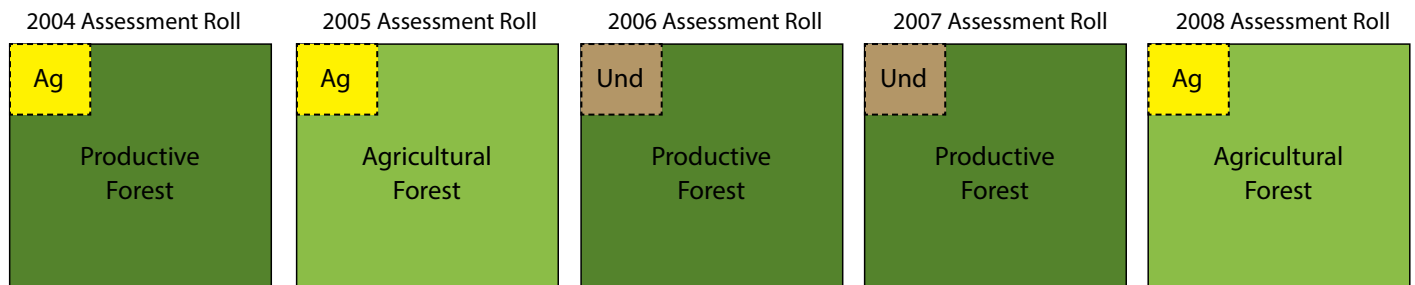 2004 Assessment Roll
Ag
Productive
Forest
2005 Assessment Roll
Ag
Agricultural
Forest
2006 Assessment Roll
Und
Productive
Forest
2007 Assessment Roll
Und
Productive
Forest
2008 Assessment Roll
Ag
Agricultural
Forest